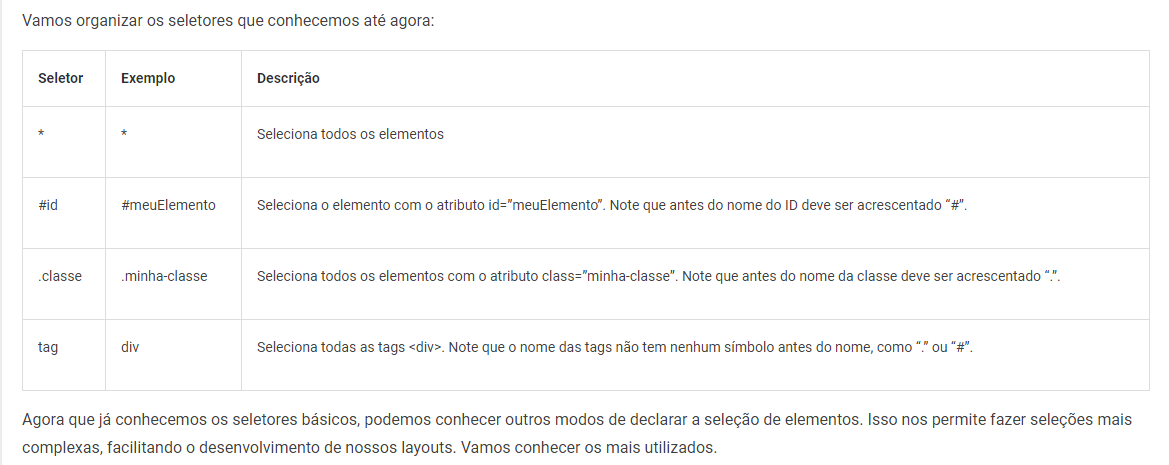 Vamos organizar os seletores que conhecemos até agora:
Seletor Exemplo Descrição
* * Seleciona todos os elementos
#id #meuElemento Seleciona o elemento com o atributo id=”meuElemento”. Note que antes do nome do ID deve ser acrescentado “#”.
.classe .minha-classe Seleciona todos os elementos com o atributo class=”minha-classe”. Note que antes do nome da classe deve ser acrescentado “.”.
tag div Seleciona todas as tags <div>. Note que o nome das tags não tem nenhum símbolo antes do nome, como “.” ou “#”.
Agora que já conhecemos os seletores básicos, podemos conhecer outros modos de declarar a seleção de elementos. Isso nos permite fazer seleções mais
complexas, facilitando o desenvolvimento de nossos layouts. Vamos conhecer os mais utilizados.